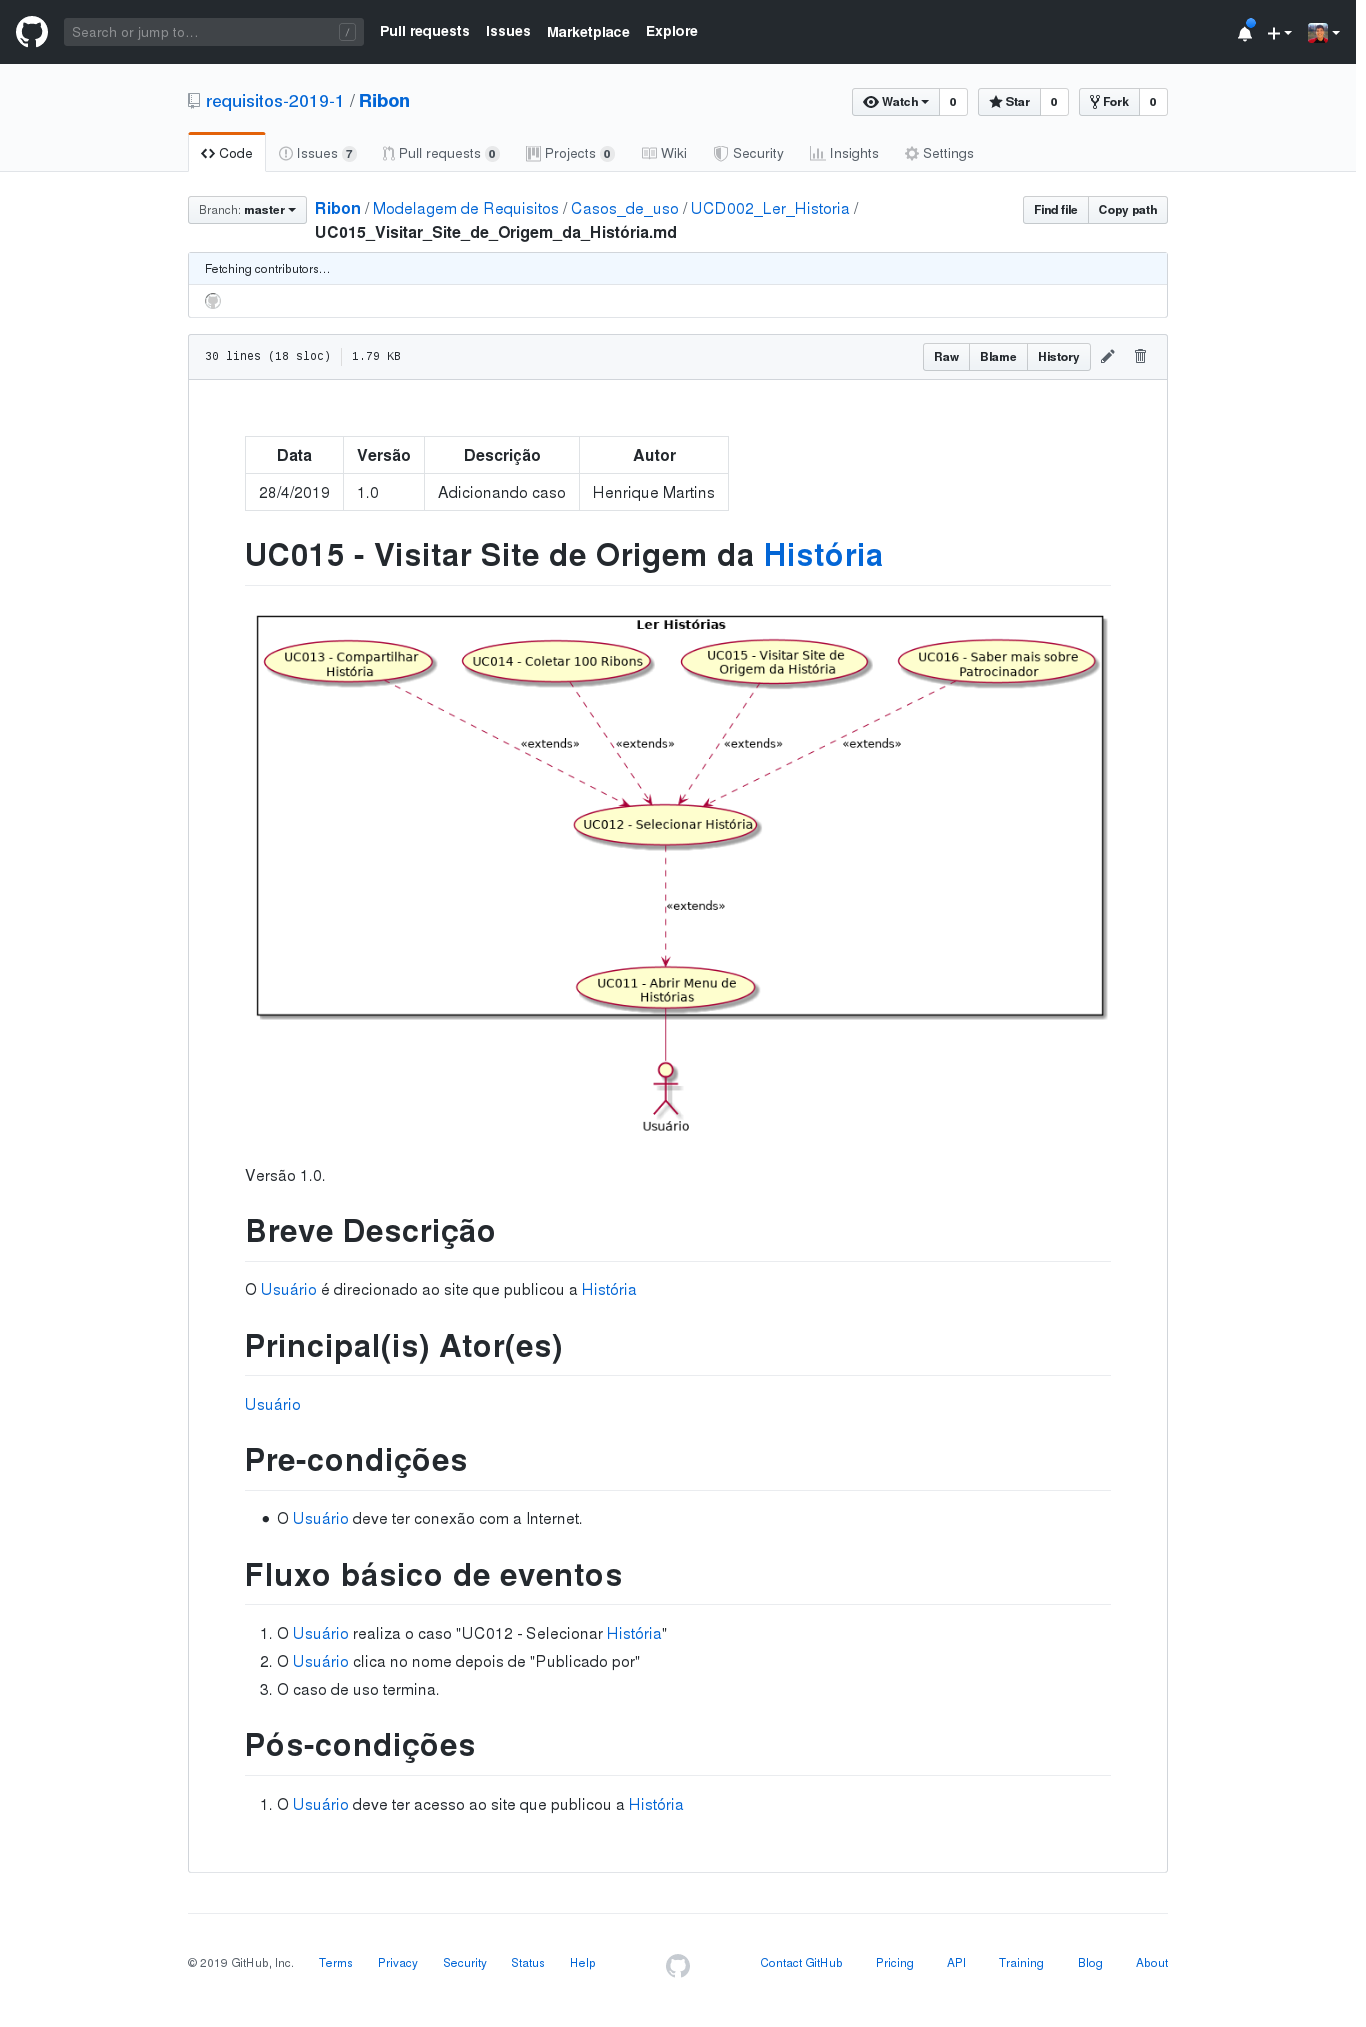 Search or jump to... / Pull requests Issues Marketplace Explore
requisitos-2019-1 / Ribon Watch 0 Star 0 Fork 0
Code Issues 7 Pull requests 0 Projects 0 Wiki Security Insights Settings
Branch: master Ribon / Modelagem de Requisitos / Casos_de_uso / UCD002_Ler_Historia / Find file Copy path
UC015_Visitar_Site_de_Origem_da_História.md
Fetching contributors...
30 lines (18 sloc) 1.79 KB Raw Blame History
Data Versão Descrição Autor
28/4/2019 1.0 Adicionando caso Henrique Martins
UC015 - Visitar Site de Origem da História
Ler Histórias
UC013 - Compartilhar
História
UC014 - Coletar 100 Ribons
UC015 - Visitar Site de
Origem da História
UC016 - Saber mais sobre
Patrocinador
«extends» «extends» «extends» «extends»
UC012 - Selecionar História
«extends»
UC011 - Abrir Menu de
Histórias
Usuário
Versão 1.0.
Breve Descrição
O Usuário é direcionado ao site que publicou a História
Principal(is) Ator(es)
Usuário
Pre-condições
• O Usuário deve ter conexão com a Internet.
Fluxo básico de eventos
1. O Usuário realiza o caso "UC012 - Selecionar História"
2. O Usuário clica no nome depois de "Publicado por"
3. O caso de uso termina.
Pós-condições
1. O Usuário deve ter acesso ao site que publicou a História
© 2019 GitHub, Inc. Terms Privacy Security Status Help Contact GitHub Pricing API Training Blog About